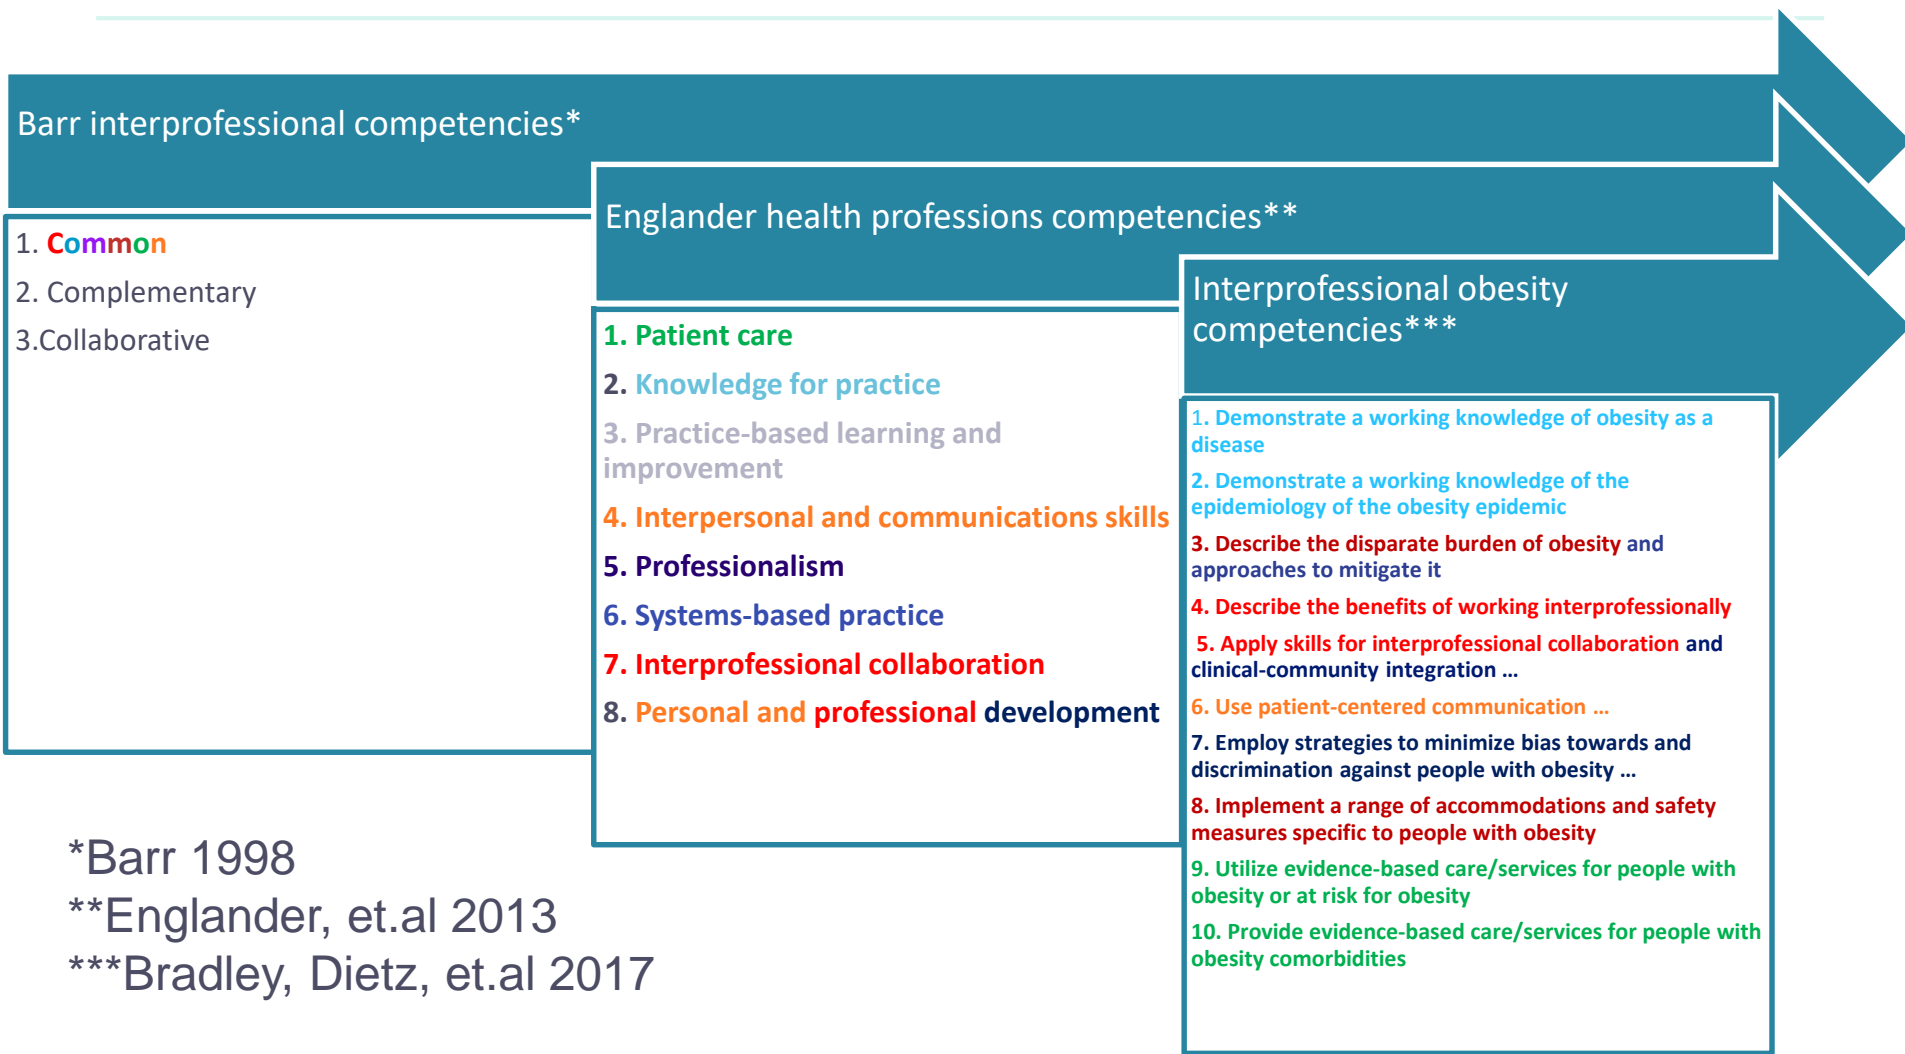 Barr interprofessional competencies*
1. Common
2. Complementary
3.Collaborative
Englander health professions competencies**
1. Patient care
2. Knowledge for practice
3. Practice-based learning and
improvement
4. Interpersonal and communications skills
5. Professionalism
6. Systems-based practice
7. Interprofessional collaboration
8. Personal and professional development
Interprofessional obesity
competencies***
1. Demonstrate a working knowledge of obesity as a
disease
2. Demonstrate a working knowledge of the
epidemiology of the obesity epidemic
3. Describe the disparate burden of obesity and
approaches to mitigate it
4. Describe the benefits of working interprofessionally
5. Apply skills for interprofessional collaboration and
clinical-community integration ...
6. Use patient-centered communication ...
7. Employ strategies to minimize bias towards and
discrimination against people with obesity ...
8. Implement a range of accommodations and safety
measures specific to people with obesity
9. Utilize evidence-based care/services for people with
obesity or at risk for obesity
10. Provide evidence-based care/services for people with
obesity comorbidities
*Barr 1998
**Englander, et.al 2013
***Bradley, Dietz, et.al 2017